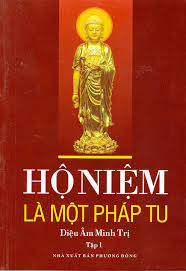 HỘ NIỆM
LÀ MỘT PHÁP TU
Diệu Âm Minh Trị
Tập 1
NHÀ XUẤT BẢN PHƯƠNG ĐÔNG